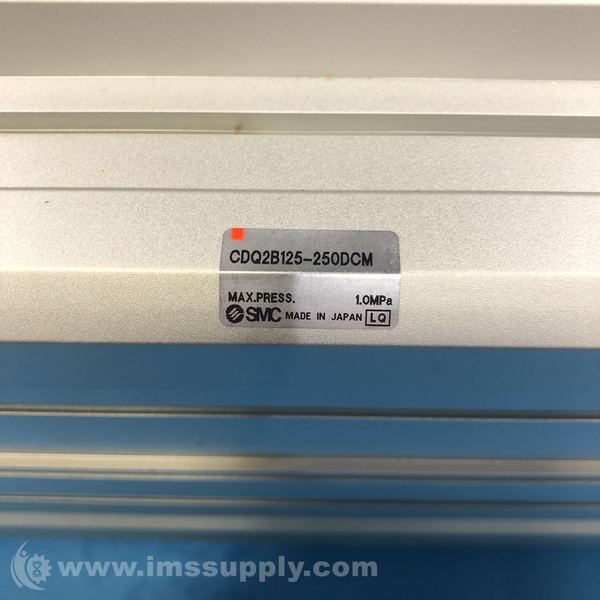 CDQ2B125-250DCM
MAX.PRESS. 1.0MPa
SMC MADE IN JAPAN LQ
www.imssupply.com